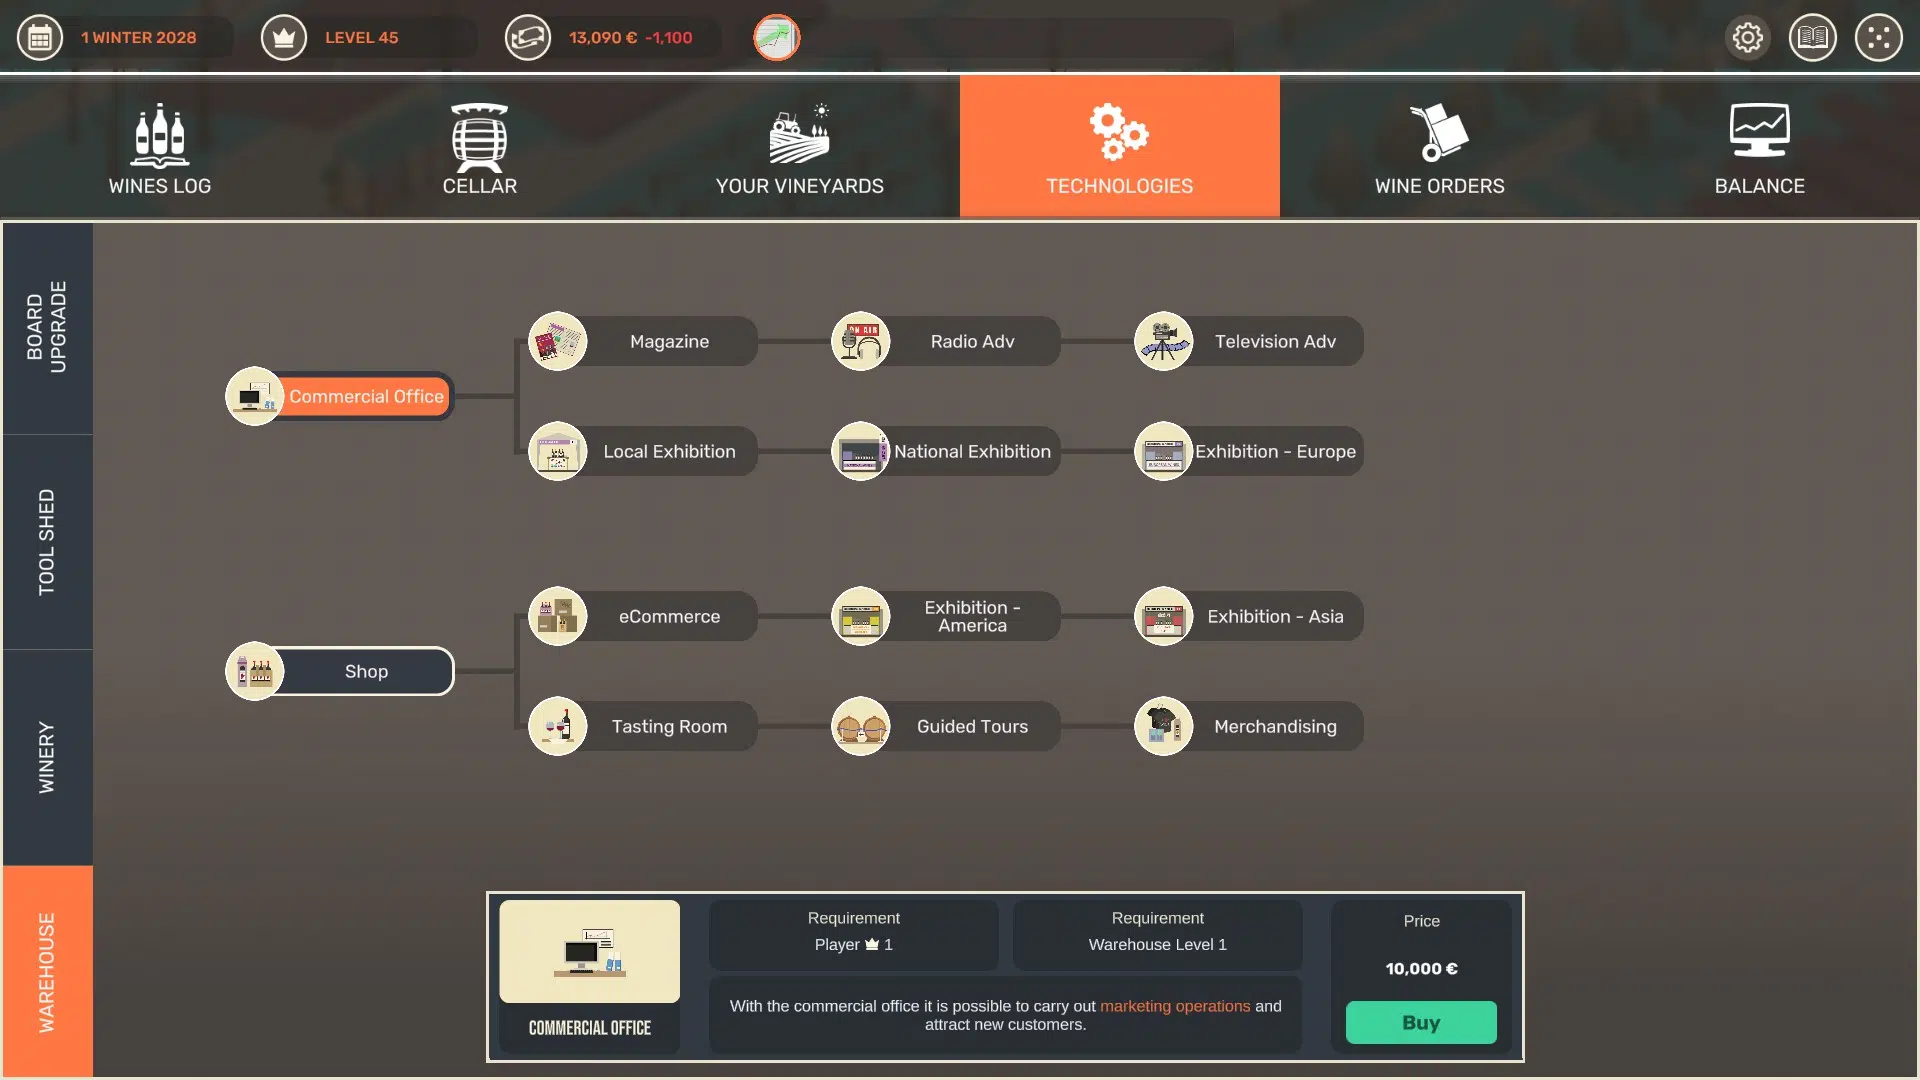 1 WINTER 2028
LEVEL 45
13,090 € -1,100
WINES LOG
CELLAR
YOUR VINEYARDS
TECHNOLOGIES
WINE ORDERS
BALANCE
BOARD
UPGRADE
TOOL SHED
WINERY
WAREHOUSE
Commercial Office
Magazine
ON AIR
Radio Adv
Television Adv
Local Exhibition
National Exhibition
Exhibition - Europe
Shop
eCommerce
Exhibition -
America
Exhibition - Asia
Tasting Room
Guided Tours
Merchandising
COMMERCIAL OFFICE
Requirement
Player 1
Requirement
Warehouse Level 1
With the commercial office it is possible to carry out marketing operations and
attract new customers.
Price
10,000 €
Buy